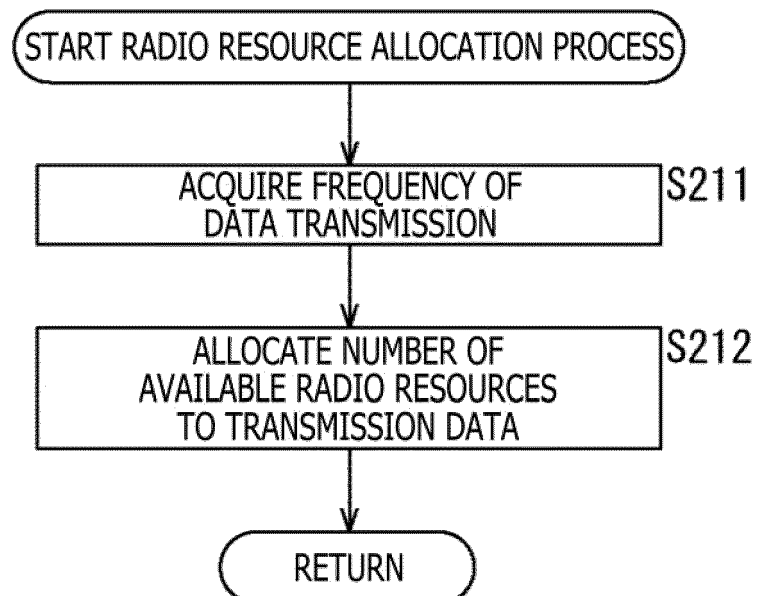 START RADIO RESOURCE ALLOCATION PROCESS
ACQUIRE FREQUENCY OF
DATA TRANSMISSION
S211
ALLOCATE NUMBER OF
AVAILABLE RADIO RESOURCES
TO TRANSMISSION DATA
S212
RETURN